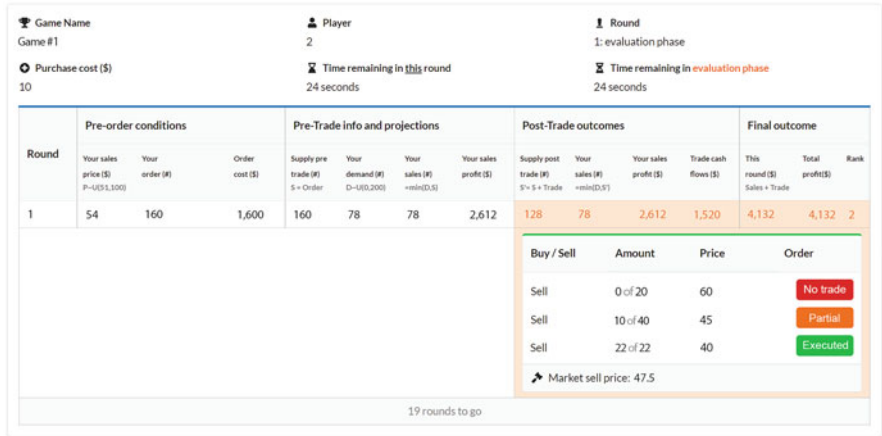 Game Name
Game #1
Player
2
Round
1: evaluation phase
Purchase cost ($)
10
Time remaining in this round
24 seconds
Time remaining in evaluation phase
24 seconds
Round
Pre-order conditions
Pre-Trade info and projections
Post-Trade outcomes
Final outcome
Your sales price ($) P~U(51,100)
Your order (#)
Order cost ($)
Supply pre trade (#) S = Order
Your demand (#) D~U(0,200)
Your sales (#) =min(D,S)
Your sales profit ($)
Supply post trade (#) S'= S + Trade
Your sales (#) =min(D,S')
Your sales profit ($)
Trade cash flows ($)
This round ($) Sales + Trade
Total profit($)
Rank
1 54 160 1,600 160 78 78 2,612 128 78 2,612 1,520 4,132 4,132 2
Buy / Sell Amount Price Order
Sell 0 of 20 60 No trade
Sell 10 of 40 45 Partial
Sell 22 of 22 40 Executed
Market sell price: 47.5
19 rounds to go